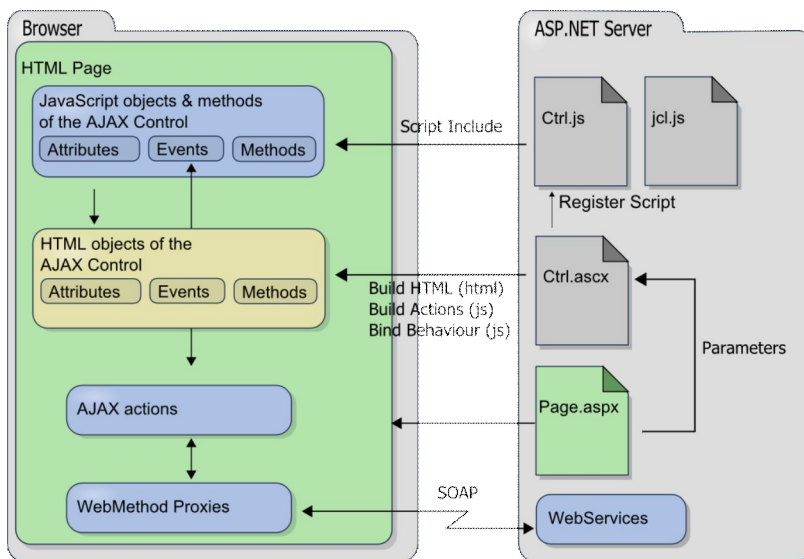 Browser
HTML Page
JavaScript objects & methods
of the AJAX Control
Attributes
Events
Methods
HTML objects of the
AJAX Control
Attributes
Events
Methods
AJAX actions
WebMethod Proxies
Script Include
Build HTML (html)
Build Actions (js)
Bind Behaviour (js)
SOAP
ASP.NET Server
Ctrl.js
jcl.js
Register Script
Ctrl.ascx
Parameters
Page.aspx
WebServices